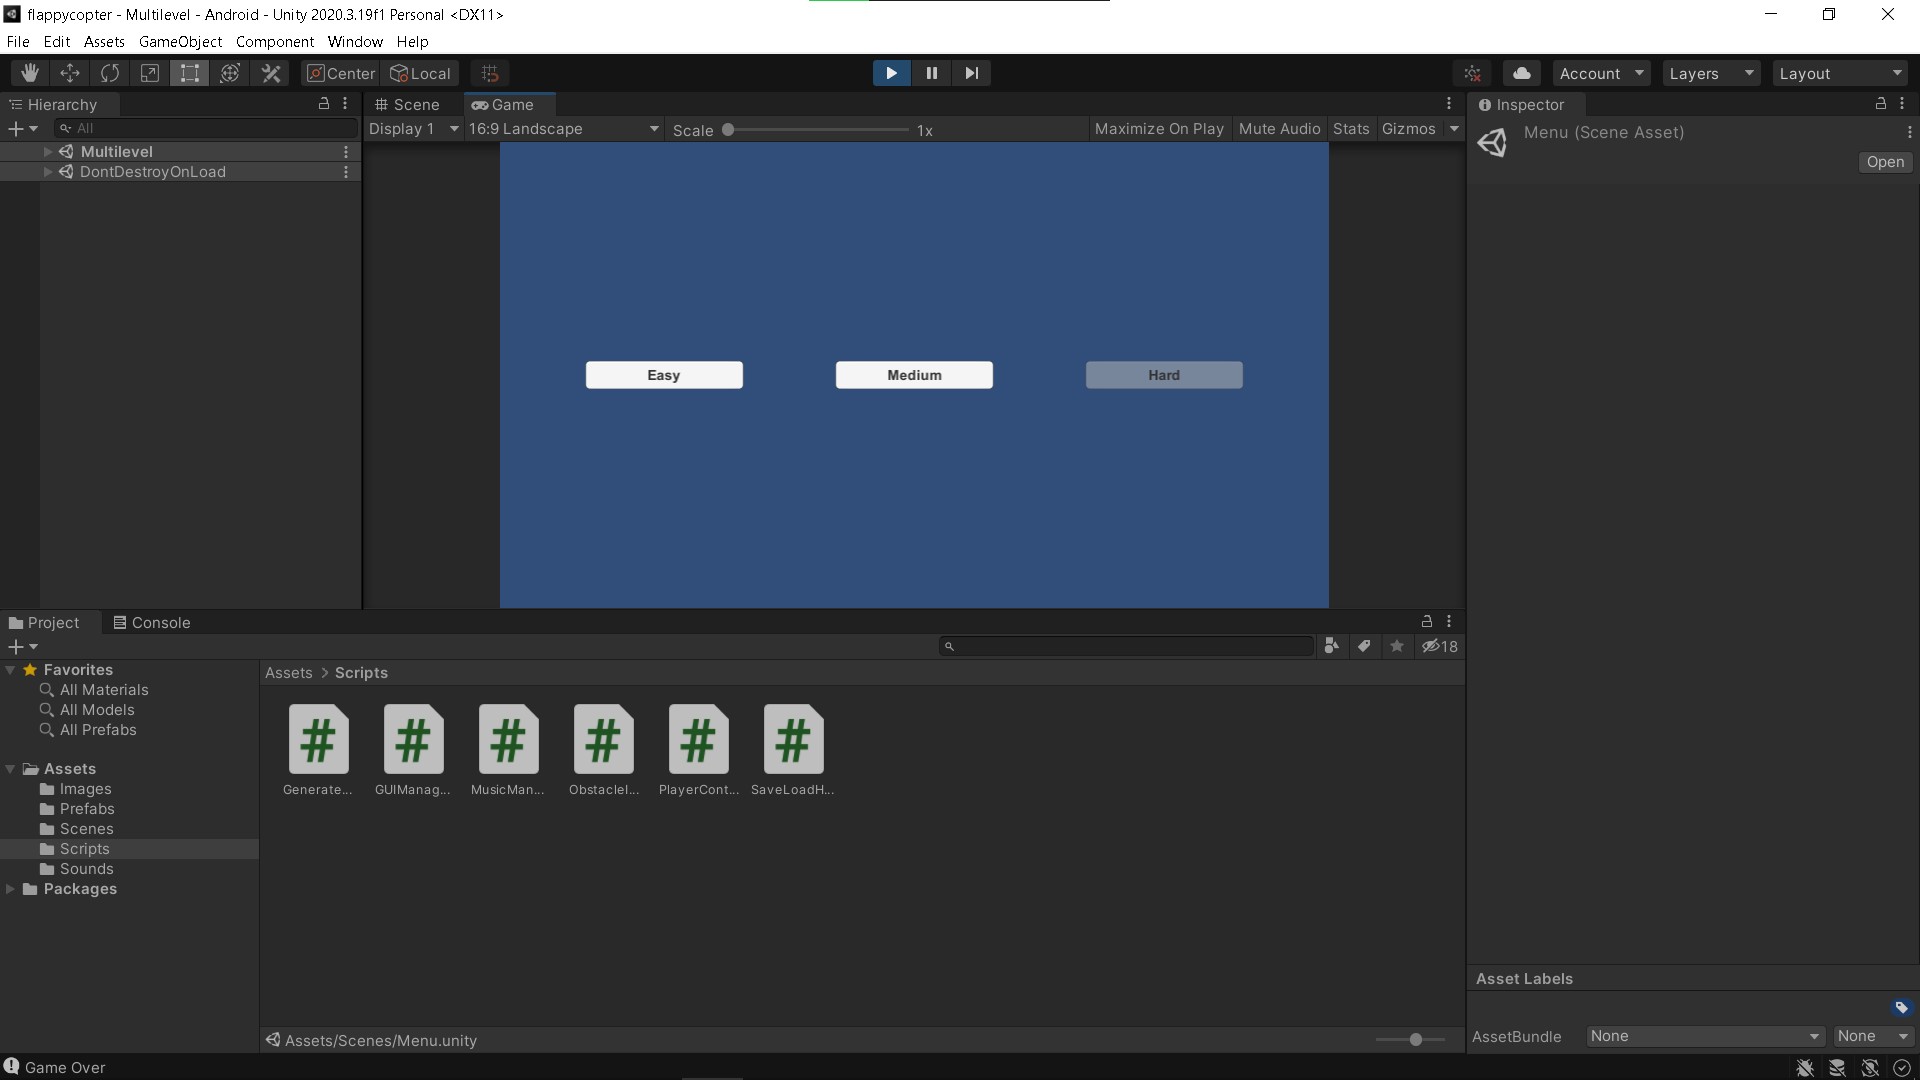 flappycopter - Multilevel - Android - Unity 2020.3.19f1 Personal <DX11>
File Edit Assets GameObject Component Window Help
Center Local Account Layers Layout
Hierarchy
All
Multilevel
DontDestroyOnLoad
Scene Game
Display 1 16:9 Landscape Scale 1x Maximize On Play Mute Audio Stats Gizmos
Easy Medium Hard
Inspector
Menu (Scene Asset)
Open
Project Console
18
Favorites
All Materials
All Models
All Prefabs
Assets
Images
Prefabs
Scenes
Scripts
Sounds
Packages
Assets > Scripts
# # # # # #
Generate... GUIManag... MusicMan... ObstacleI... PlayerCont... SaveLoadH...
Assets/Scenes/Menu.unity
Asset Labels
AssetBundle None None
Game Over